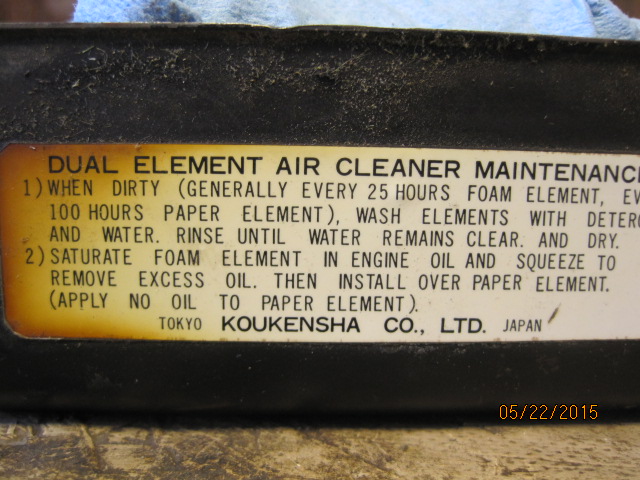 DUAL ELEMENT AIR CLEANER MAINTENANC
1) WHEN DIRTY (GENERALLY EVERY 25 HOURS FOAM ELEMENT, EV
100 HOURS PAPER ELEMENT), WASH ELEMENTS WITH DETERG
AND WATER. RINSE UNTIL WATER REMAINS CLEAR. AND DRY.
2) SATURATE FOAM ELEMENT IN ENGINE OIL AND SQUEEZE TO
REMOVE EXCESS OIL. THEN INSTALL OVER PAPER ELEMENT.
(APPLY NO OIL TO PAPER ELEMENT).
TOKYO KOUKENSHA CO., LTD. JAPAN
05/22/2015